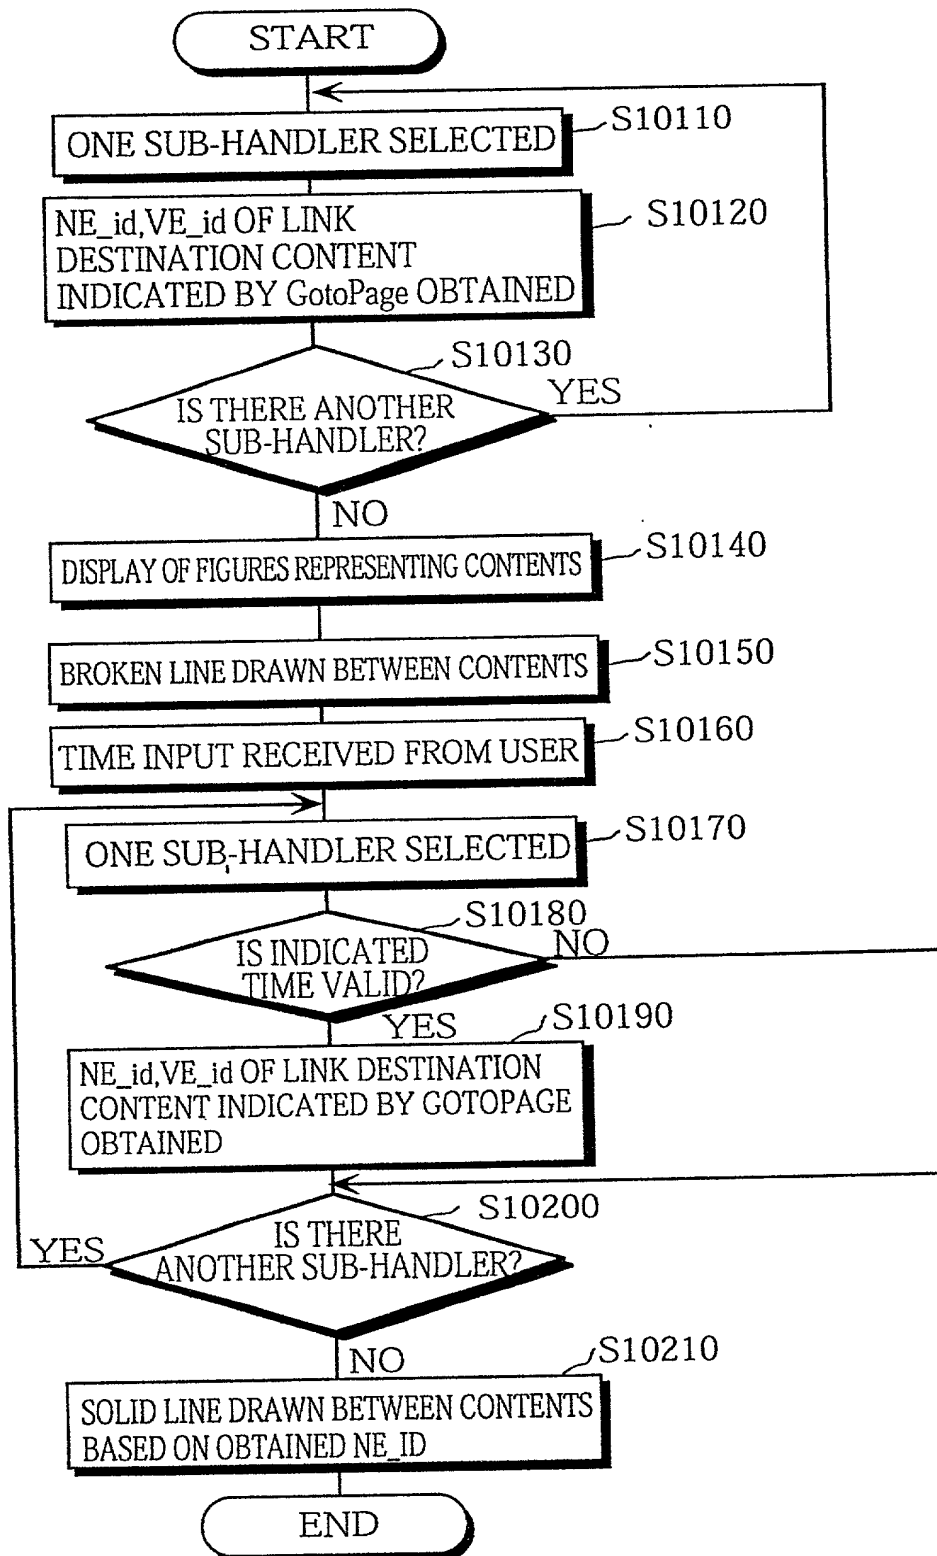 START
ONE SUB-HANDLER SELECTED
S10110
NE_id,VE_id OF LINK
DESTINATION CONTENT
INDICATED BY GotoPage OBTAINED
S10120
S10130
IS THERE ANOTHER
SUB-HANDLER?
YES
NO
DISPLAY OF FIGURES REPRESENTING CONTENTS
S10140
BROKEN LINE DRAWN BETWEEN CONTENTS
S10150
TIME INPUT RECEIVED FROM USER
S10160
ONE SUB-HANDLER SELECTED
S10170
S10180
IS INDICATED
TIME VALID?
NO
YES
S10190
NE_id,VE_id OF LINK DESTINATION
CONTENT INDICATED BY GOTOPAGE
OBTAINED
S10200
IS THERE
ANOTHER SUB-HANDLER?
YES
NO
S10210
SOLID LINE DRAWN BETWEEN CONTENTS
BASED ON OBTAINED NE_ID
END